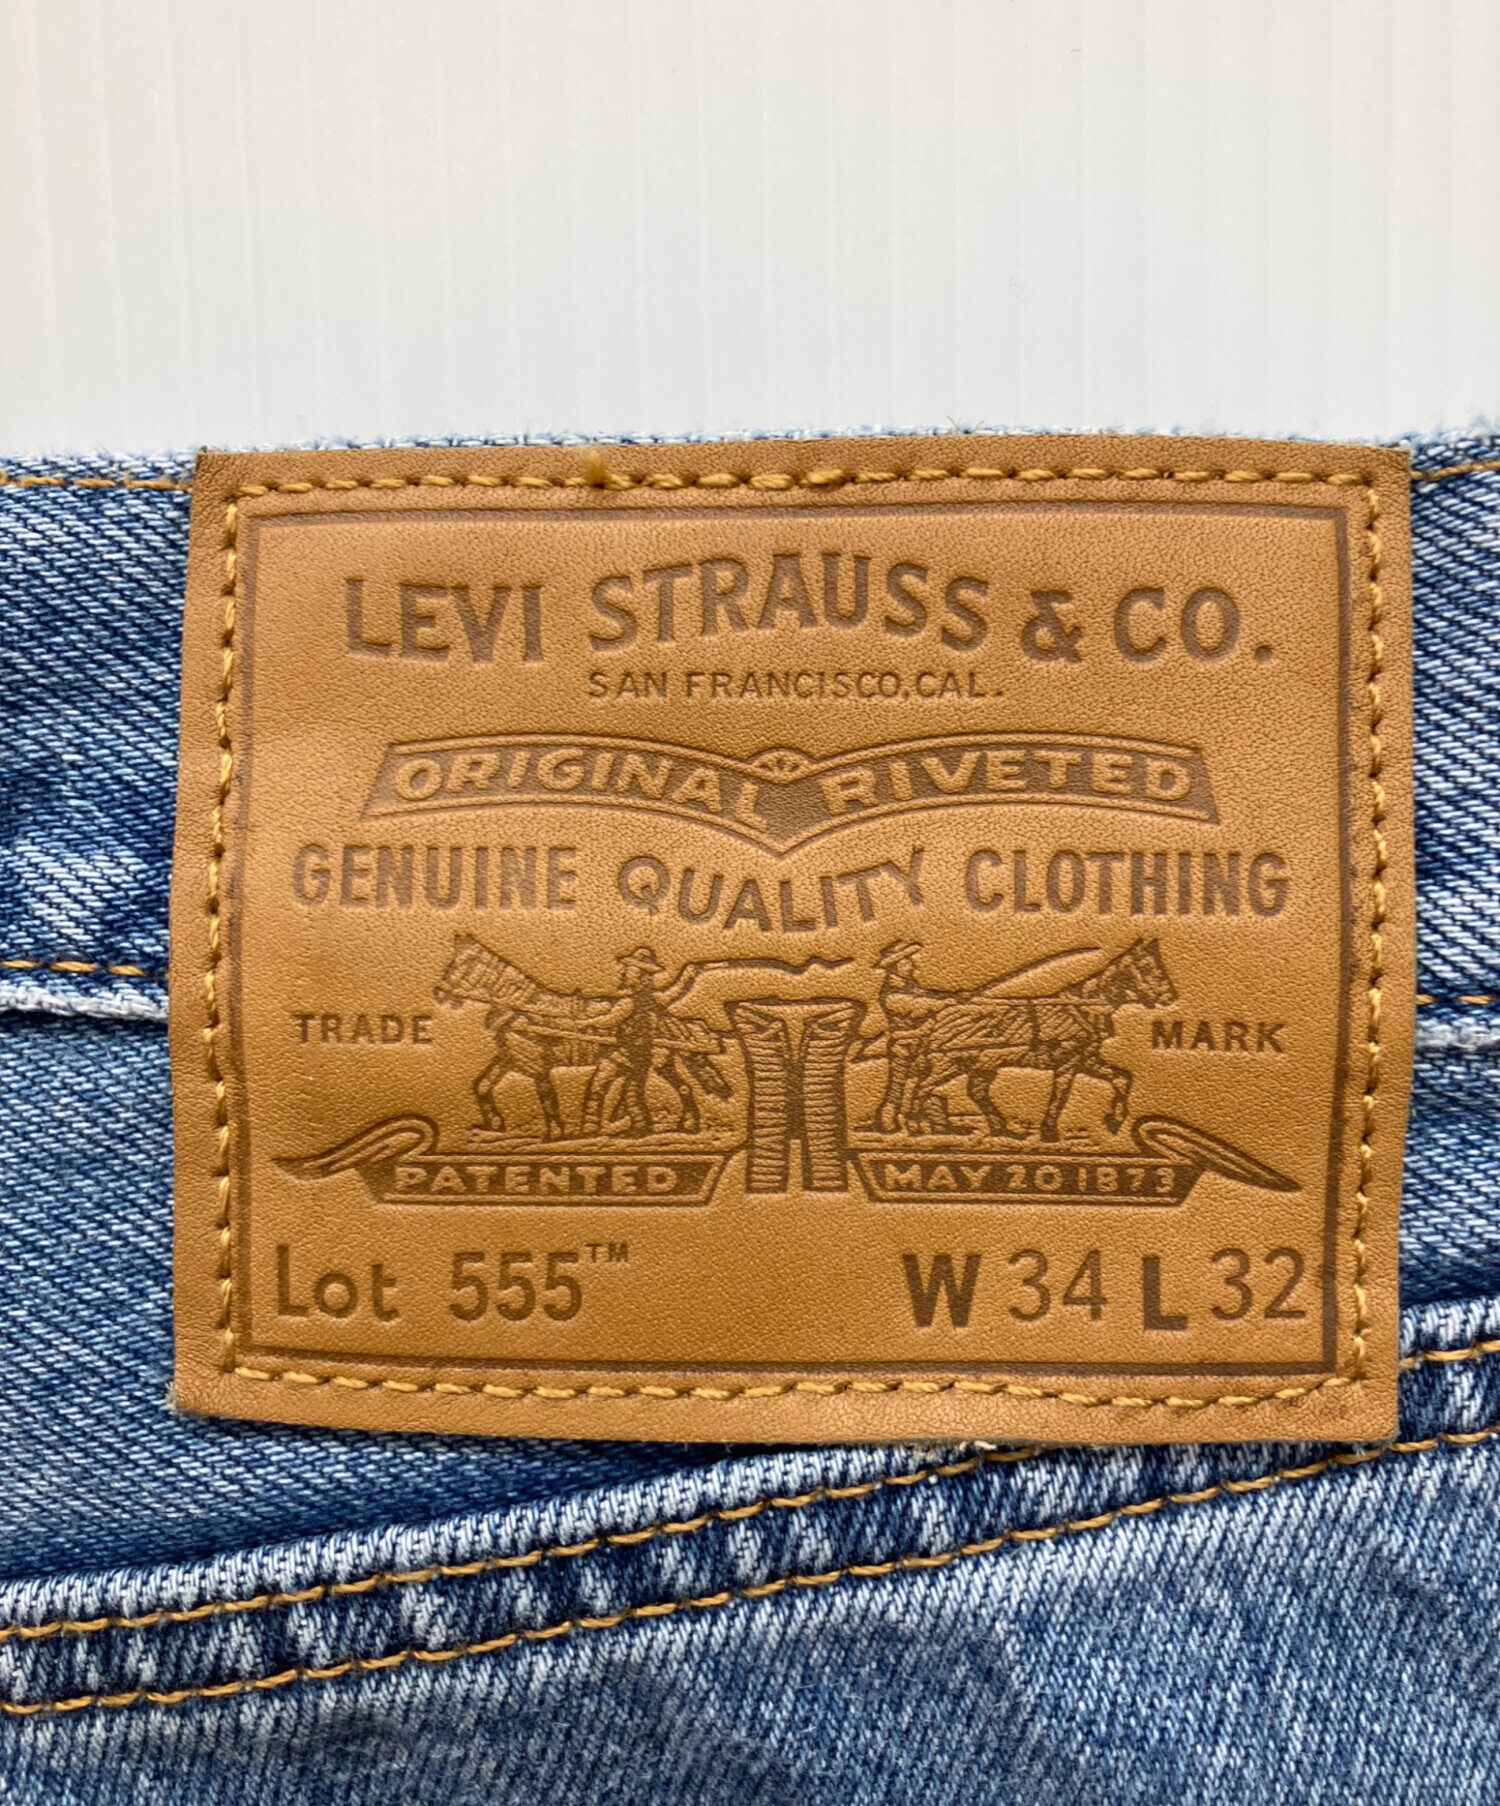 LEVI STRAUSS & CO.
SAN FRANCISCO, CAL.
ORIGINAL RIVETED
GENUINE QUALITY CLOTHING
TRADE MARK
PATENTED MAY 20 1873
Lot 555™ W 34 L 32